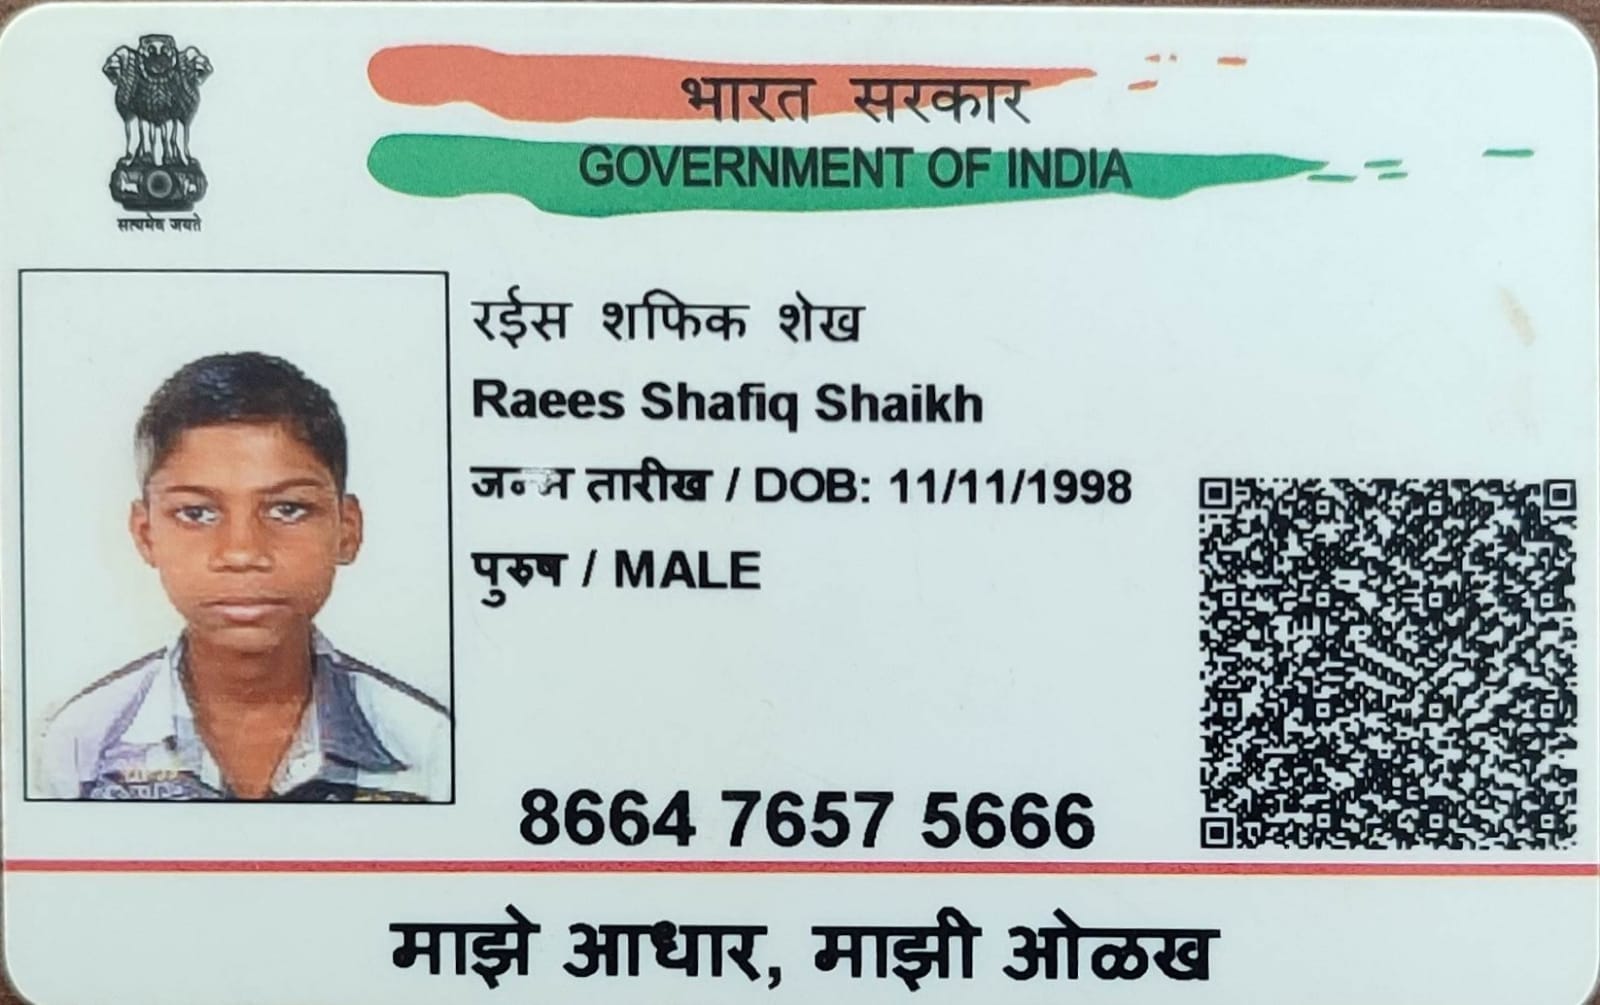 सत्यमेव जयते
भारत सरकार
GOVERNMENT OF INDIA
रईस शफिक शेख
Raees Shafiq Shaikh
जन्म तारीख / DOB: 11/11/1998
पुरुष / MALE
8664 7657 5666
माझे आधार, माझी ओळख